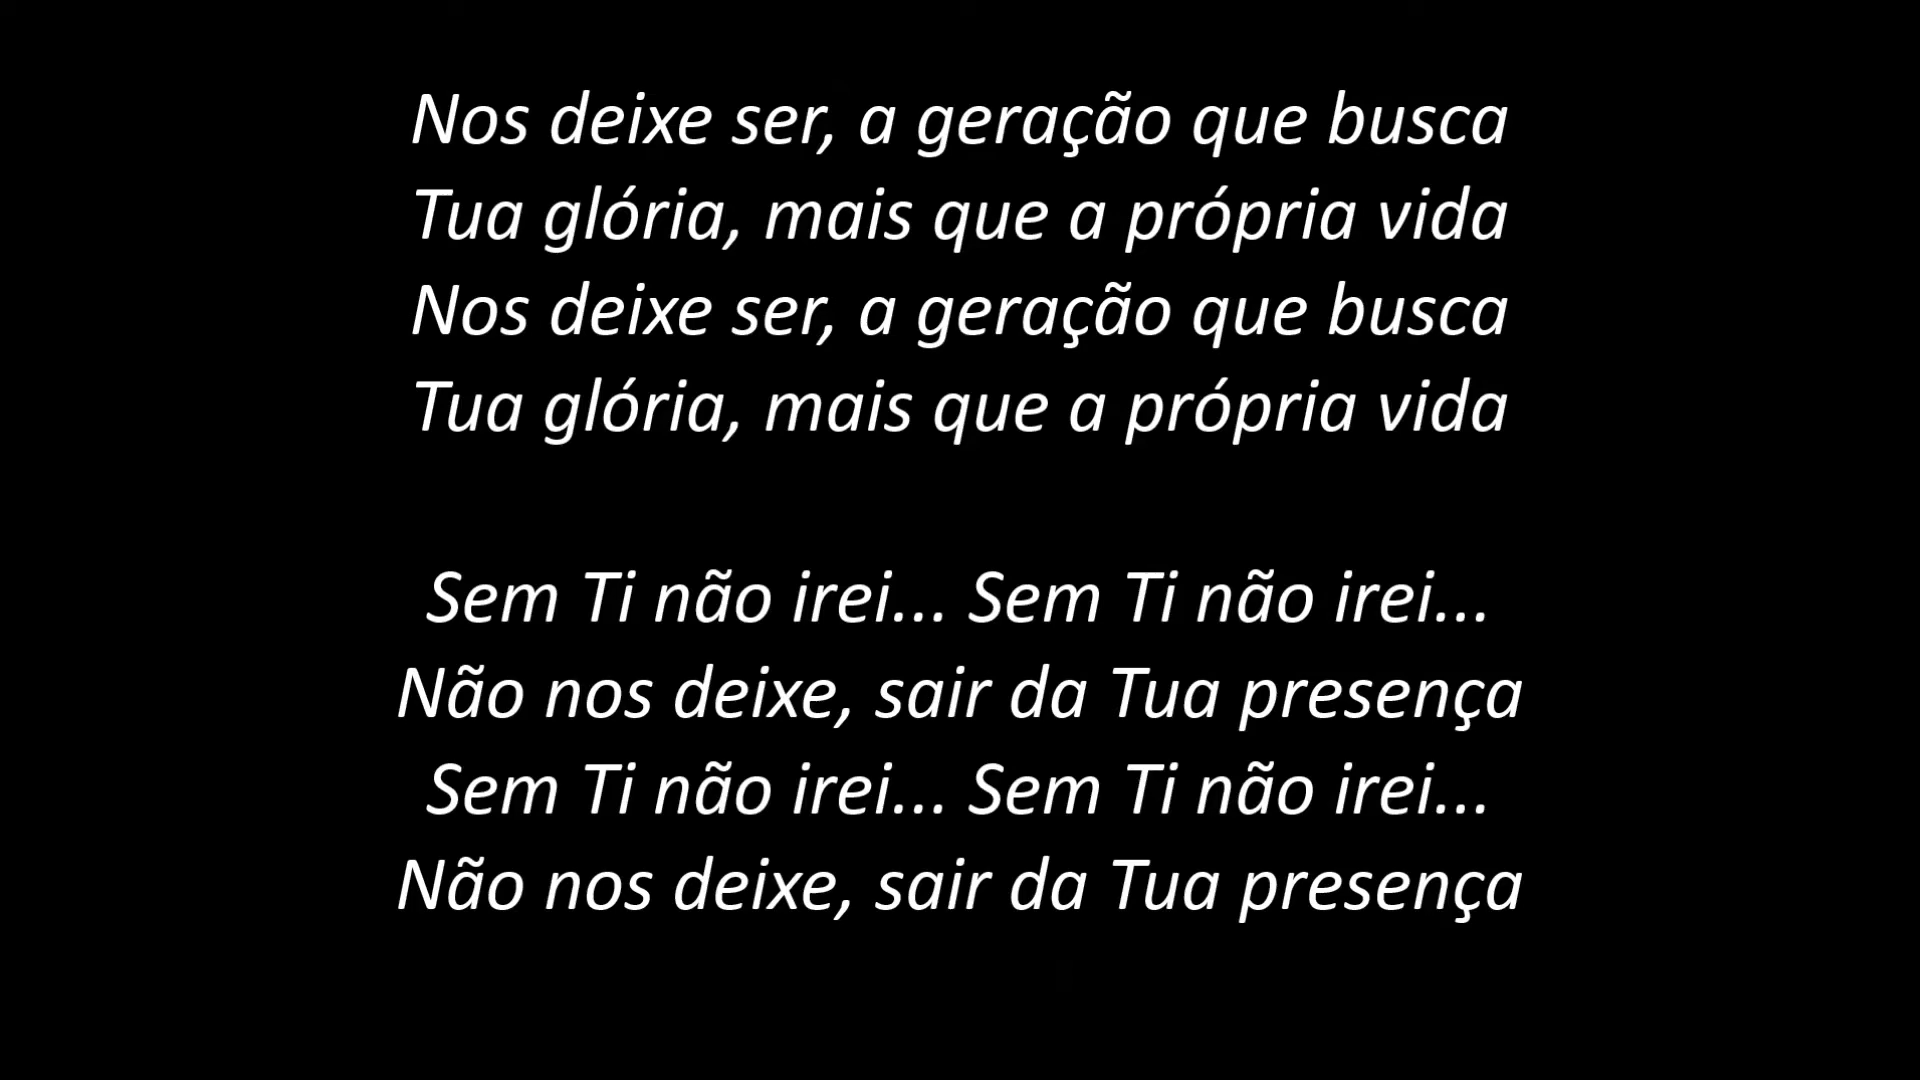 Nos deixe ser, a geração que busca
Tua glória, mais que a própria vida
Nos deixe ser, a geração que busca
Tua glória, mais que a própria vida
Sem Ti não irei... Sem Ti não irei...
Não nos deixe, sair da Tua presença
Sem Ti não irei... Sem Ti não irei...
Não nos deixe, sair da Tua presença